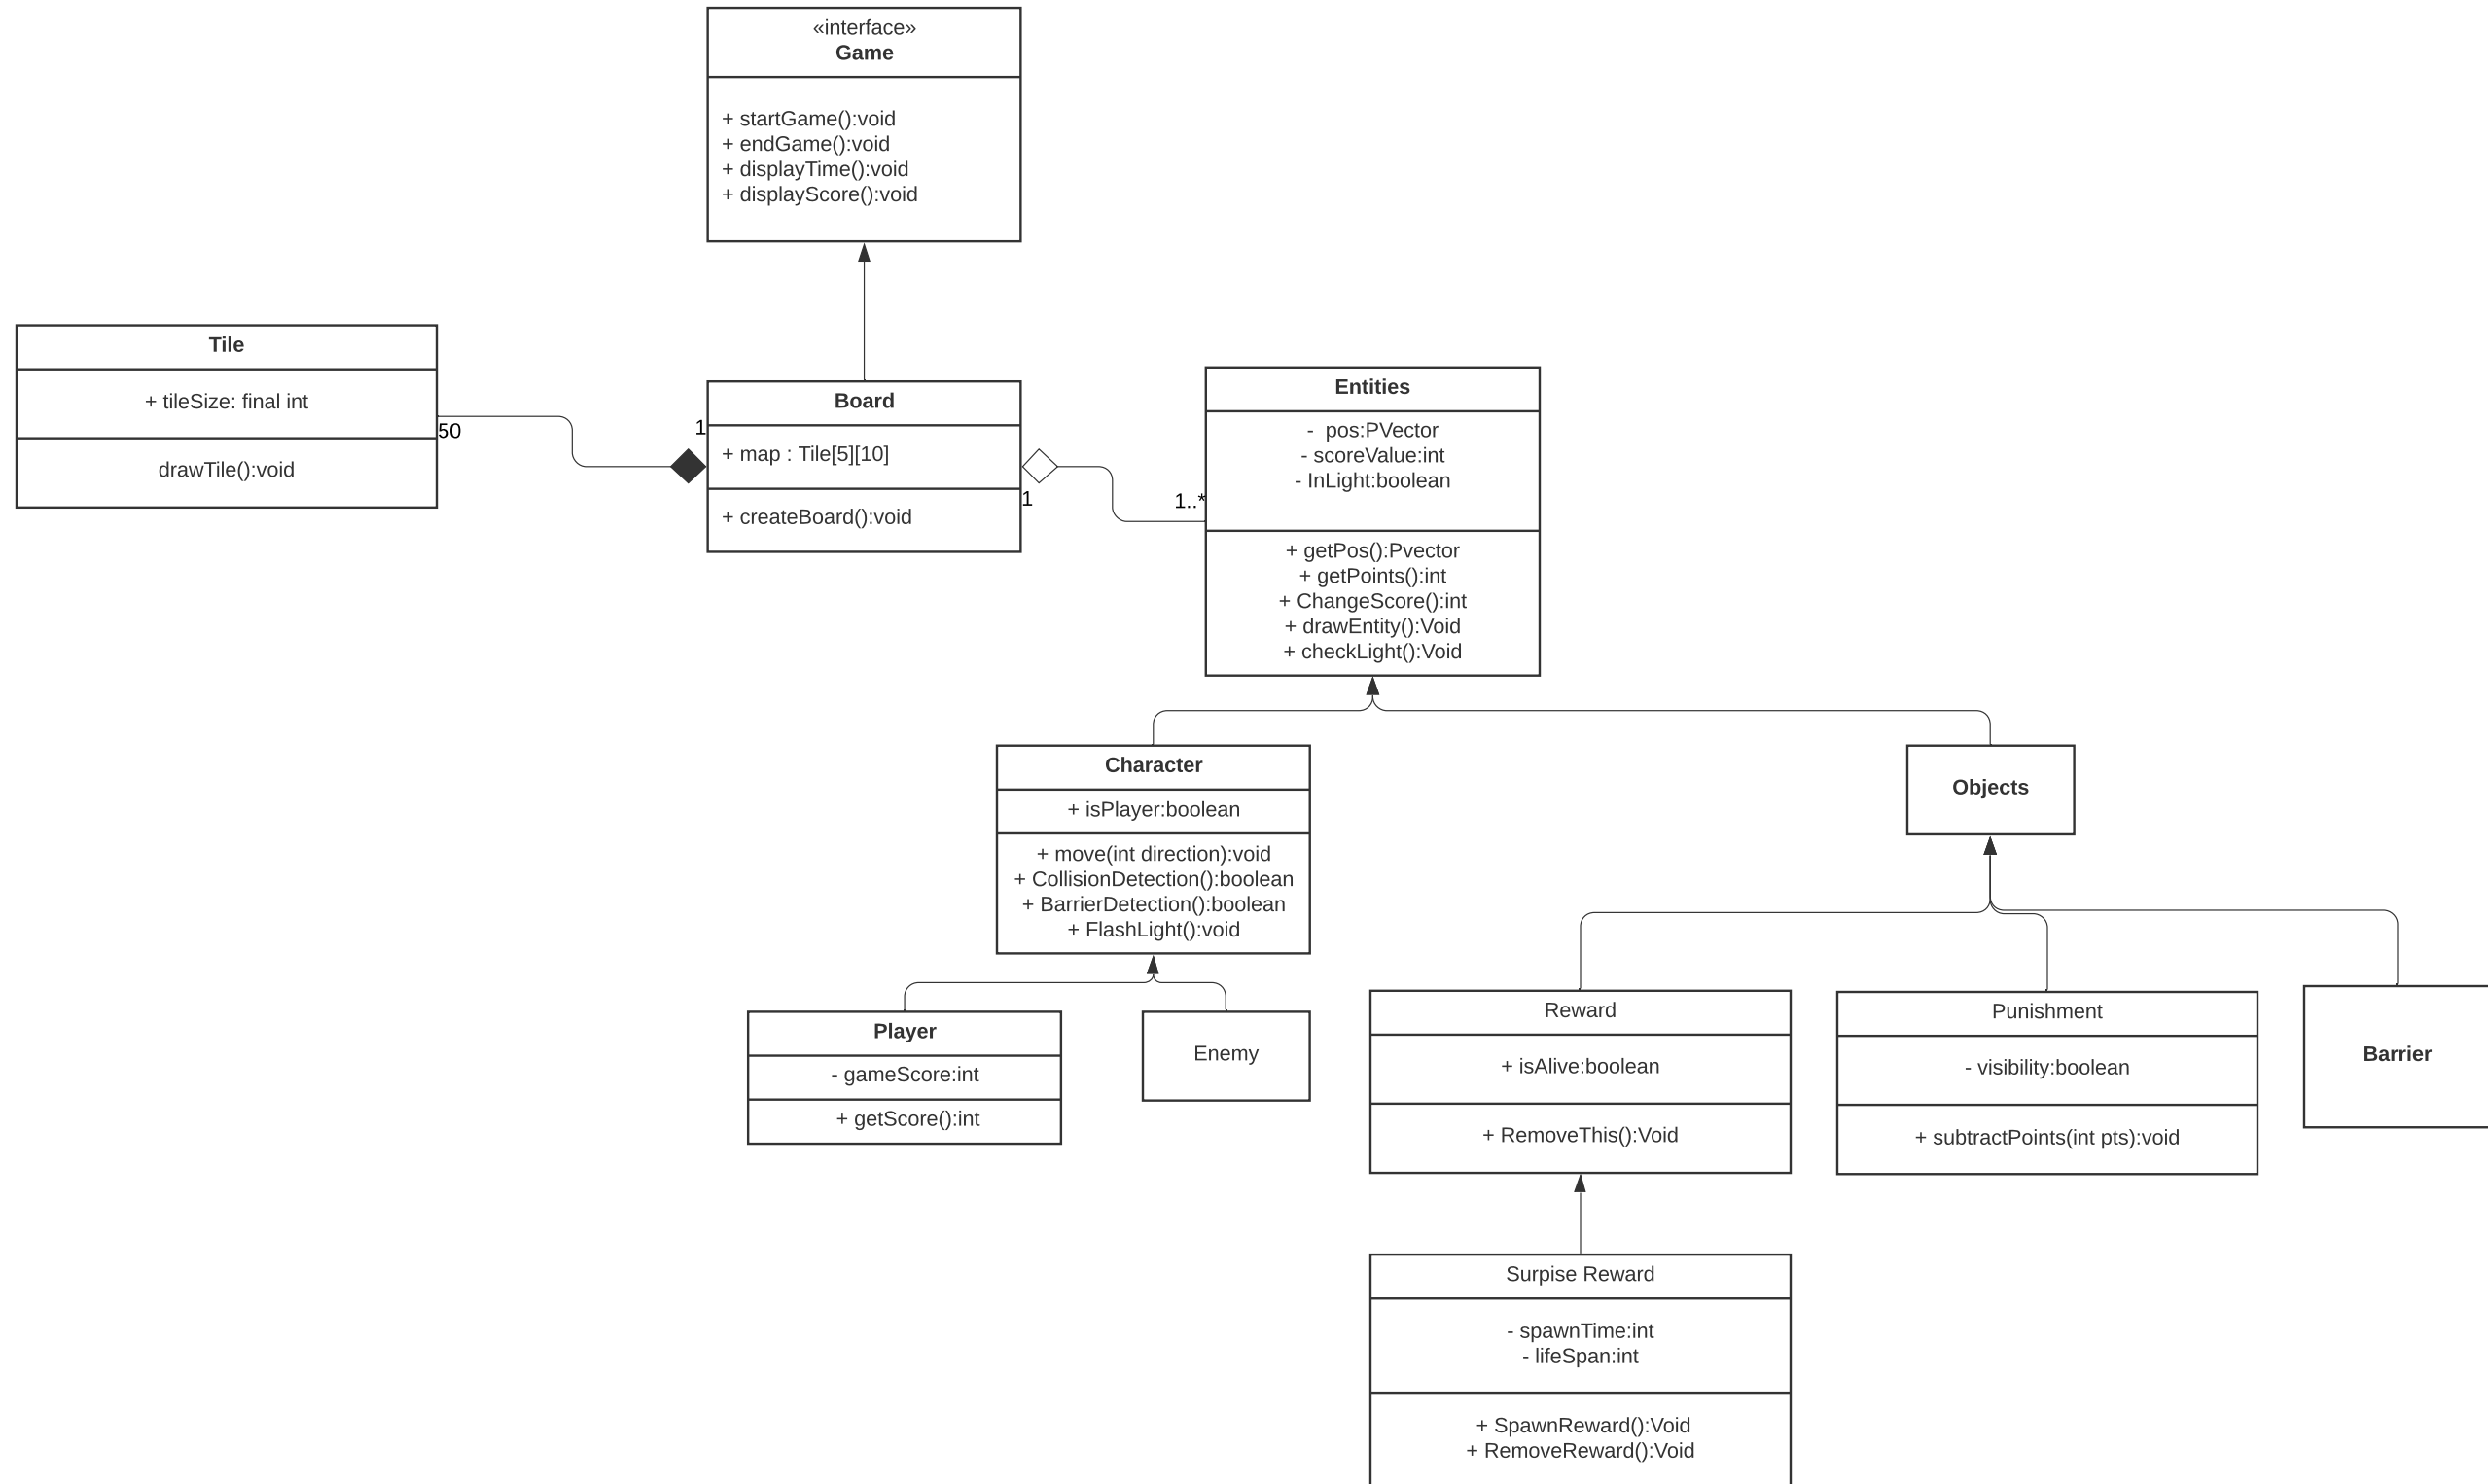 «interface»
Game
+ startGame():void
+ endGame():void
+ displayTime():void
+ displayScore():void
Tile
+ tileSize: final int
drawTile():void
50
1
Board
+ map : Tile[5][10]
+ createBoard():void
1
1..*
Entities
- pos:PVector
- scoreValue:int
- InLight:boolean
+ getPos():Pvector
+ getPoints():int
+ ChangeScore():int
+ drawEntity():Void
+ checkLight():Void
Character
+ isPlayer:boolean
+ move(int direction):void
+ CollisionDetection():boolean
+ BarrierDetection():boolean
+ FlashLight():void
Objects
Player
- gameScore:int
+ getScore():int
Enemy
Reward
+ isAlive:boolean
+ RemoveThis():Void
Punishment
- visibility:boolean
+ subtractPoints(int pts):void
Barrier
Surpise Reward
- spawnTime:int
- lifeSpan:int
+ SpawnReward():Void
+ RemoveReward():Void